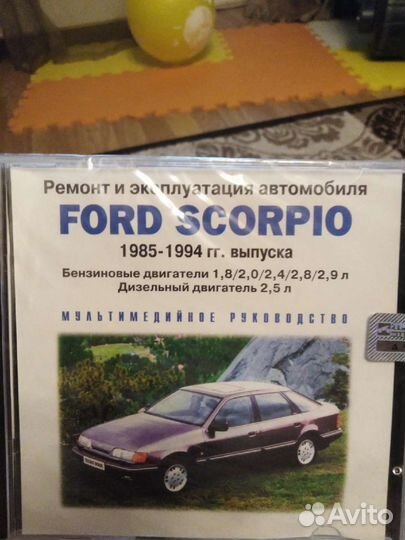 Ремонт и эксплуатация автомобиля
FORD SCORPIO
1985-1994 гг. выпуска
Бензиновые двигатели 1,8/2,0/2,4/2,8/2,9 л
Дизельный двигатель 2,5 л
МУЛЬТИМЕДИЙНОЕ РУКОВОДСТВО
Avito